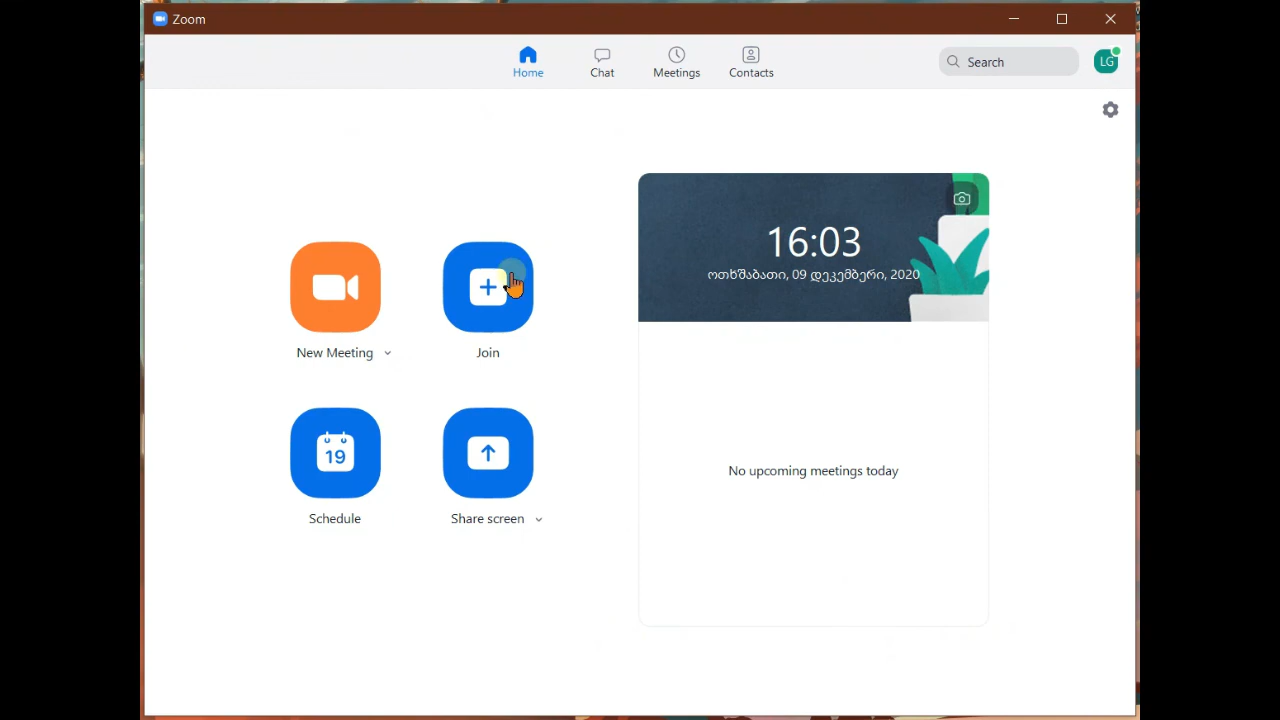 Zoom
Home
Chat
Meetings
Contacts
Search
LG
16:03
ოთხშაბათი, 09 დეკემბერი, 2020
New Meeting
Join
19
Schedule
Share screen
No upcoming meetings today